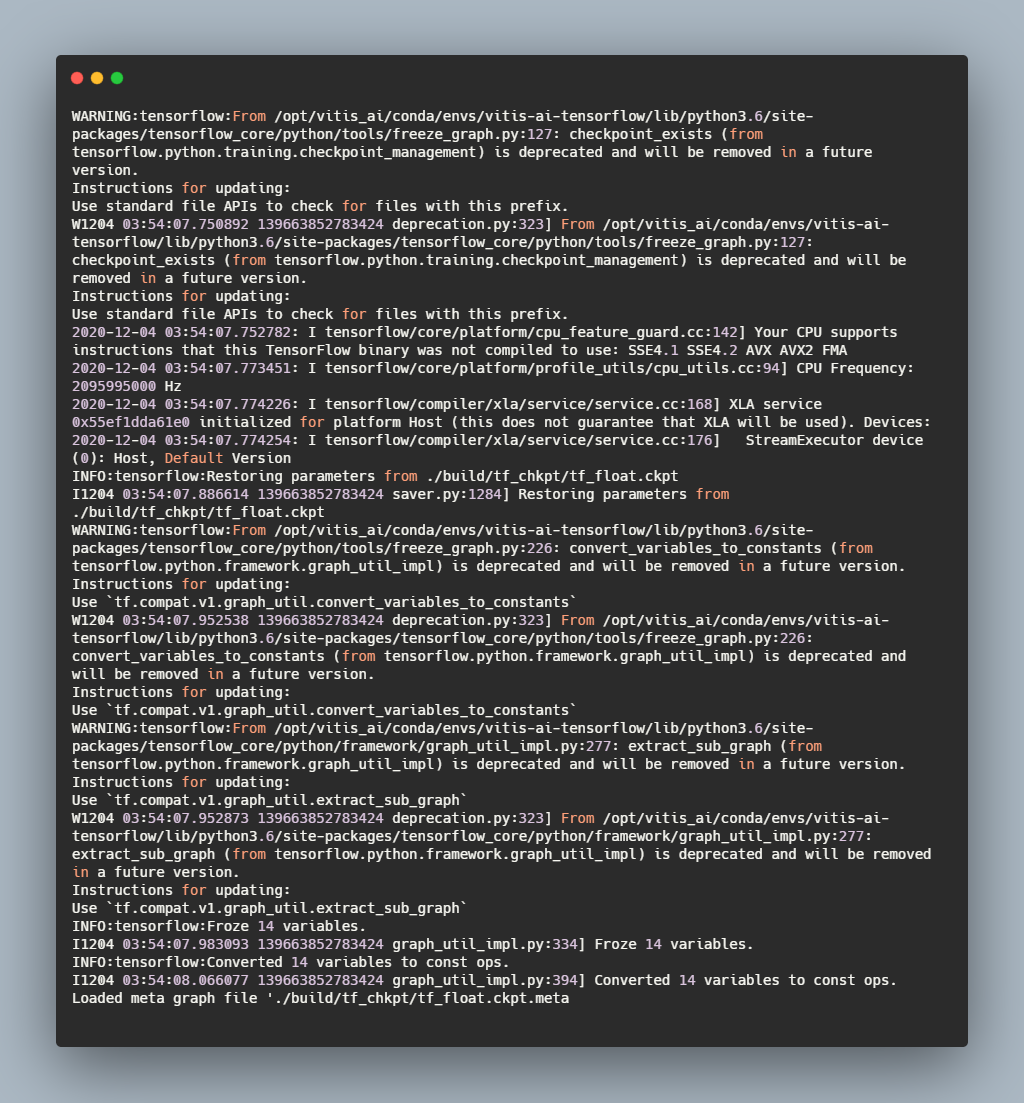 WARNING:tensorflow:From /opt/vitis_ai/conda/envs/vitis-ai-tensorflow/lib/python3.6/site-
packages/tensorflow_core/python/tools/freeze_graph.py:127: checkpoint_exists (from
tensorflow.python.training.checkpoint_management) is deprecated and will be removed in a future
version.
Instructions for updating:
Use standard file APIs to check for files with this prefix.
W1204 03:54:07.750892 139663852783424 deprecation.py:323] From /opt/vitis_ai/conda/envs/vitis-ai-
tensorflow/lib/python3.6/site-packages/tensorflow_core/python/tools/freeze_graph.py:127:
checkpoint_exists (from tensorflow.python.training.checkpoint_management) is deprecated and will be
removed in a future version.
Instructions for updating:
Use standard file APIs to check for files with this prefix.
2020-12-04 03:54:07.752782: I tensorflow/core/platform/cpu_feature_guard.cc:142] Your CPU supports
instructions that this TensorFlow binary was not compiled to use: SSE4.1 SSE4.2 AVX AVX2 FMA
2020-12-04 03:54:07.773451: I tensorflow/core/platform/profile_utils/cpu_utils.cc:94] CPU Frequency:
2095995000 Hz
2020-12-04 03:54:07.774226: I tensorflow/compiler/xla/service/service.cc:168] XLA service
0x55ef1dda61e0 initialized for platform Host (this does not guarantee that XLA will be used). Devices:
2020-12-04 03:54:07.774254: I tensorflow/compiler/xla/service/service.cc:176]   StreamExecutor device
(0): Host, Default Version
INFO:tensorflow:Restoring parameters from ./build/tf_chkpt/tf_float.ckpt
I1204 03:54:07.886614 139663852783424 saver.py:1284] Restoring parameters from
./build/tf_chkpt/tf_float.ckpt
WARNING:tensorflow:From /opt/vitis_ai/conda/envs/vitis-ai-tensorflow/lib/python3.6/site-
packages/tensorflow_core/python/tools/freeze_graph.py:226: convert_variables_to_constants (from
tensorflow.python.framework.graph_util_impl) is deprecated and will be removed in a future version.
Instructions for updating:
Use `tf.compat.v1.graph_util.convert_variables_to_constants`
W1204 03:54:07.952538 139663852783424 deprecation.py:323] From /opt/vitis_ai/conda/envs/vitis-ai-
tensorflow/lib/python3.6/site-packages/tensorflow_core/python/tools/freeze_graph.py:226:
convert_variables_to_constants (from tensorflow.python.framework.graph_util_impl) is deprecated and
will be removed in a future version.
Instructions for updating:
Use `tf.compat.v1.graph_util.convert_variables_to_constants`
WARNING:tensorflow:From /opt/vitis_ai/conda/envs/vitis-ai-tensorflow/lib/python3.6/site-
packages/tensorflow_core/python/framework/graph_util_impl.py:277: extract_sub_graph (from
tensorflow.python.framework.graph_util_impl) is deprecated and will be removed in a future version.
Instructions for updating:
Use `tf.compat.v1.graph_util.extract_sub_graph`
W1204 03:54:07.952873 139663852783424 deprecation.py:323] From /opt/vitis_ai/conda/envs/vitis-ai-
tensorflow/lib/python3.6/site-packages/tensorflow_core/python/framework/graph_util_impl.py:277:
extract_sub_graph (from tensorflow.python.framework.graph_util_impl) is deprecated and will be removed
in a future version.
Instructions for updating:
Use `tf.compat.v1.graph_util.extract_sub_graph`
INFO:tensorflow:Froze 14 variables.
I1204 03:54:07.983093 139663852783424 graph_util_impl.py:334] Froze 14 variables.
INFO:tensorflow:Converted 14 variables to const ops.
I1204 03:54:08.066077 139663852783424 graph_util_impl.py:394] Converted 14 variables to const ops.
Loaded meta graph file './build/tf_chkpt/tf_float.ckpt.meta